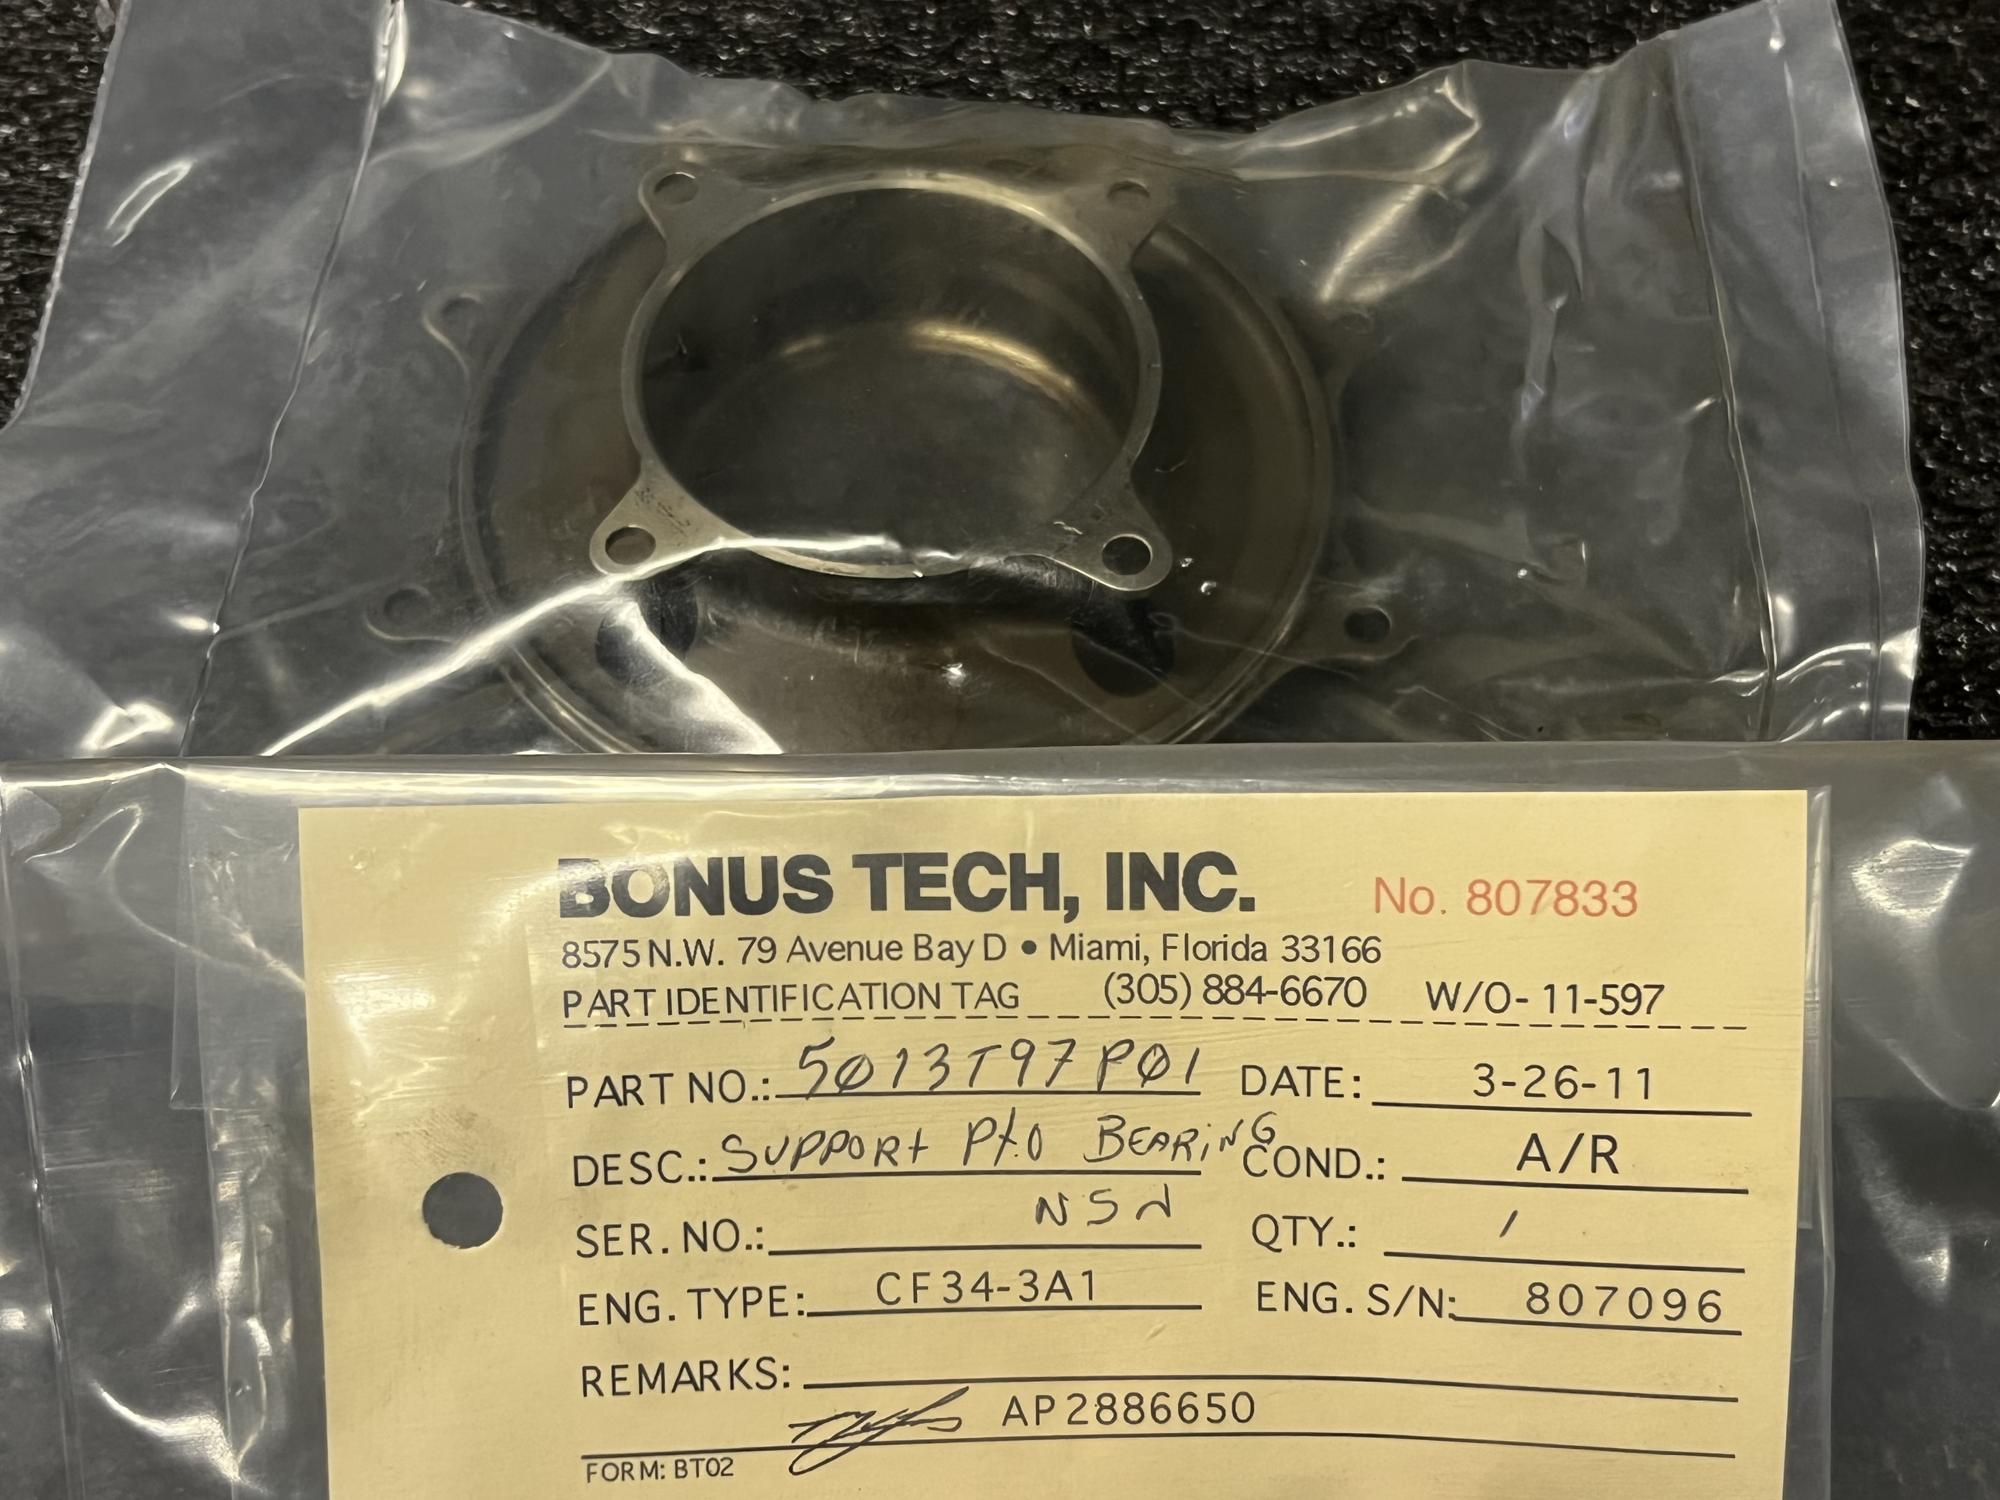 BONUS TECH, INC. No. 807833
8575 N.W. 79 Avenue Bay D • Miami, Florida 33166
PART IDENTIFICATION TAG (305) 884-6670 W/O- 11-597
PART NO.: 5013T97P01 DATE: 3-26-11
DESC.: SUPPORT PTO BEARING COND.: A/R
SER. NO.: NSN QTY.: 1
ENG. TYPE: CF34-3A1 ENG. S/N: 807096
REMARKS:
AP2886650
FORM: BT02